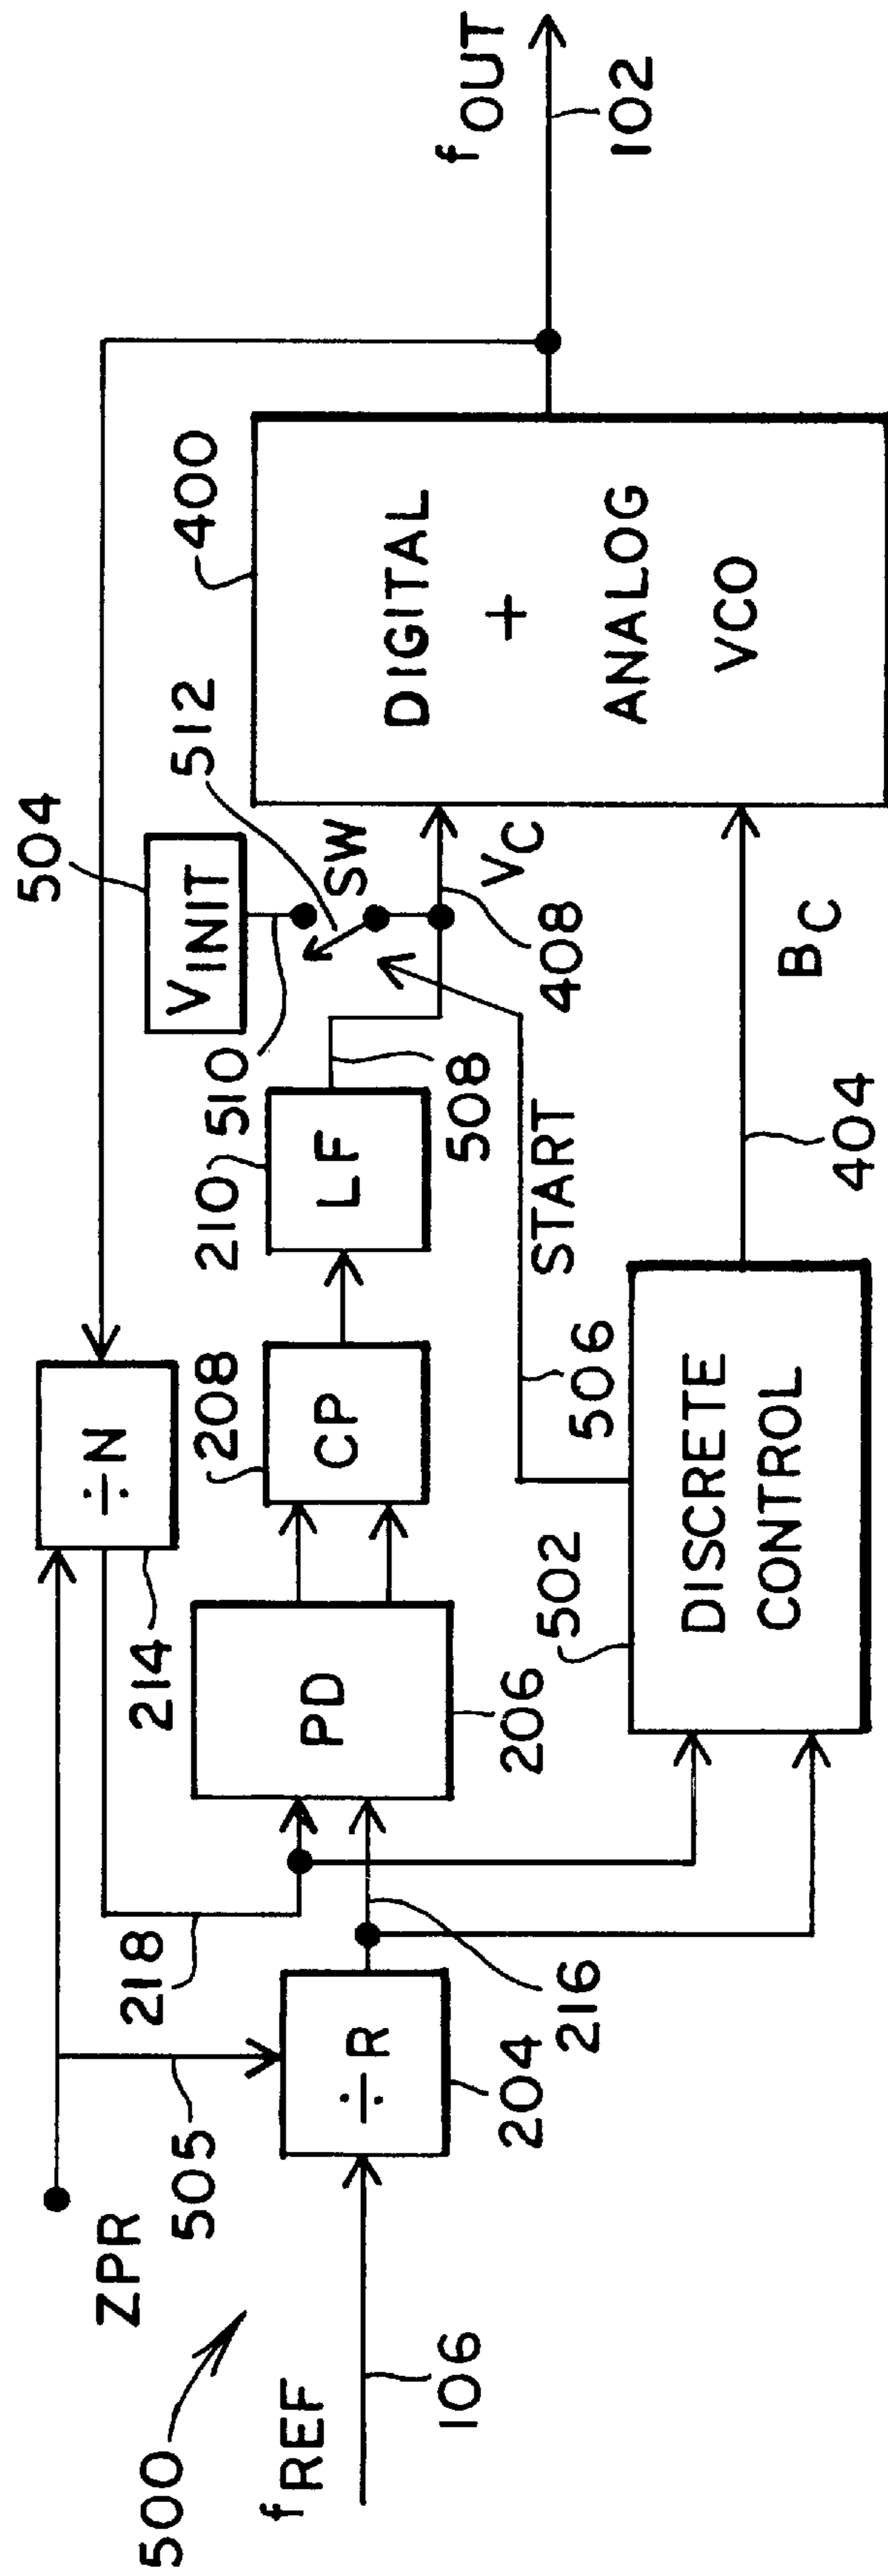 500
ZPR
505
218
214
÷N
504
VINIT
510
512
SW
400
fREF
106
÷R
204
216
PD
206
208
CP
210
LF
508
408
VC
DIGITAL
+
ANALOG
VCO
fOUT
102
502
DISCRETE
CONTROL
506
START
404
BC